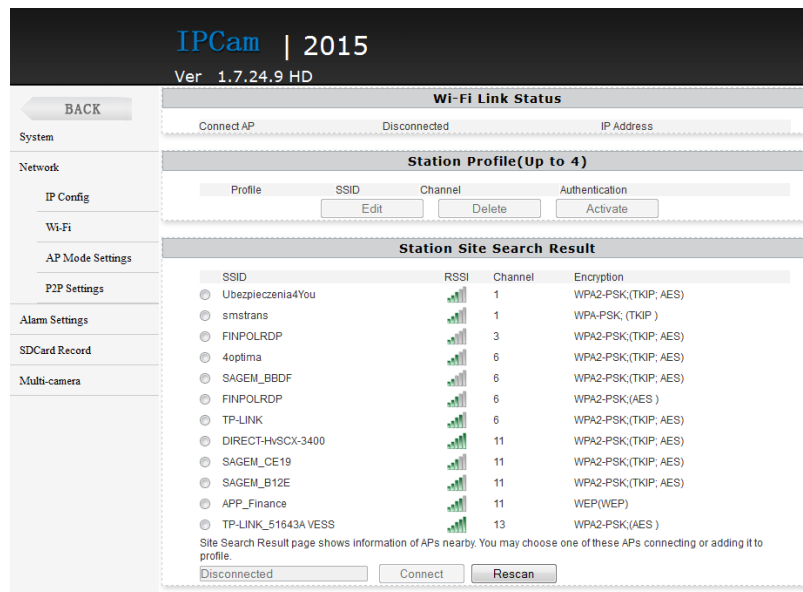 IPCam | 2015
Ver 1.7.24.9 HD
BACK
System
Network
IP Config
Wi-Fi
AP Mode Settings
P2P Settings
Alarm Settings
SDCard Record
Multi-camera
Wi-Fi Link Status
Connect AP Disconnected IP Address
Station Profile(Up to 4)
Profile SSID Channel Authentication
Edit Delete Activate
Station Site Search Result
SSID RSSI Channel Encryption
Ubezpieczenia4You 1 WPA2-PSK;(TKIP; AES)
smstrans 1 WPA-PSK; (TKIP )
FINPOLRDP 3 WPA2-PSK;(TKIP; AES)
4optima 6 WPA2-PSK;(TKIP; AES)
SAGEM_BBDF 6 WPA2-PSK;(TKIP; AES)
FINPOLRDP 6 WPA2-PSK;(AES )
TP-LINK 6 WPA2-PSK;(TKIP; AES)
DIRECT-HvSCX-3400 11 WPA2-PSK;(TKIP; AES)
SAGEM_CE19 11 WPA2-PSK;(TKIP; AES)
SAGEM_B12E 11 WPA2-PSK;(TKIP; AES)
APP_Finance 11 WEP(WEP)
TP-LINK_51643A VESS 13 WPA2-PSK;(AES )
Site Search Result page shows information of APs nearby. You may choose one of these APs connecting or adding it to
profile.
Disconnected Connect Rescan